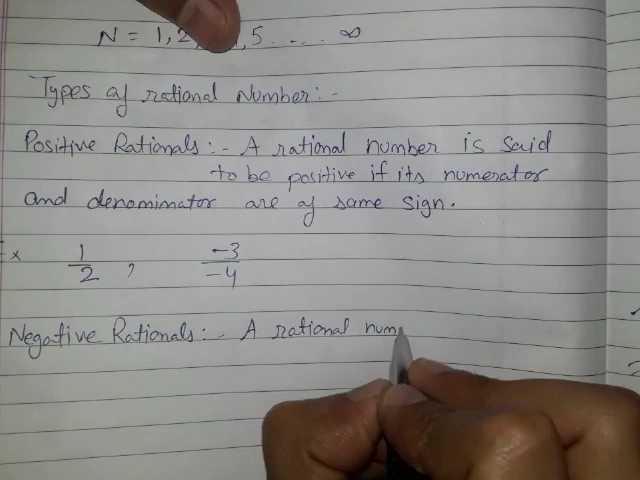 N = 1, 2, , 5 .... ∞
Types of rational Number :-
Positive Rationals :- A rational number is said
to be positive if its numerator
and denominator are of same sign.
x 1/2 , -3/-4
Negative Rationals :- A rational num